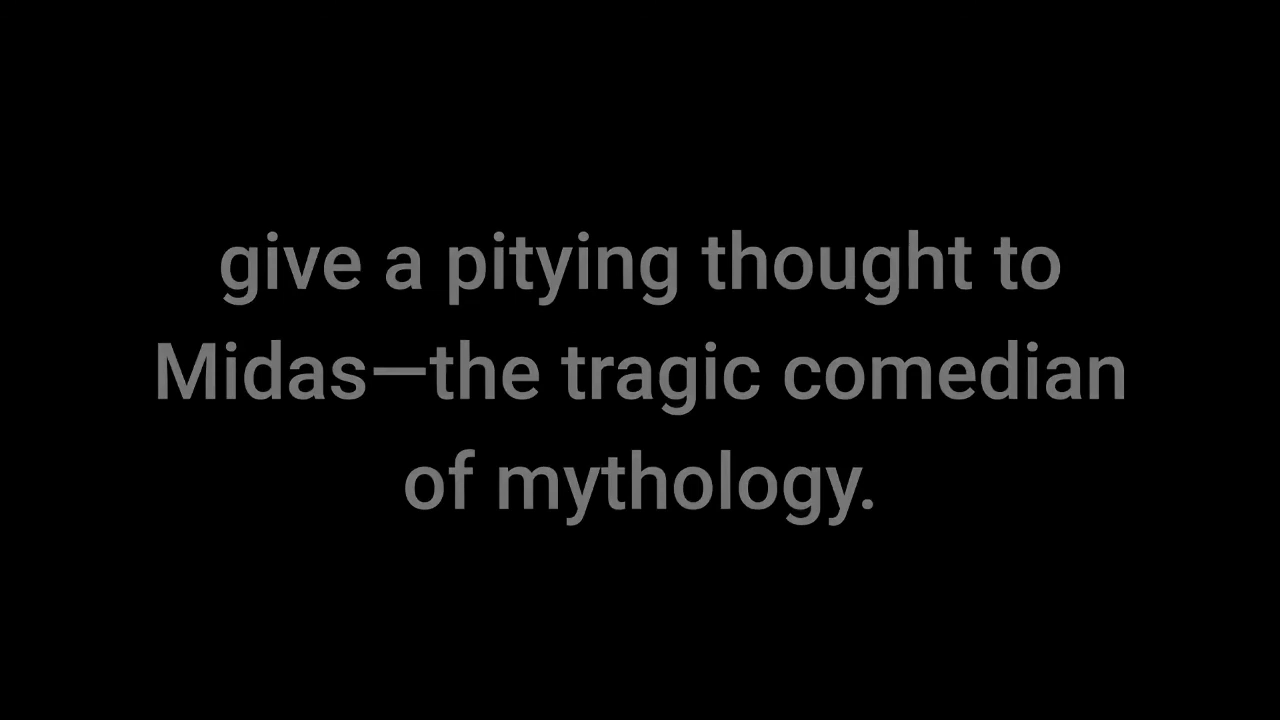 give a pitying thought to
Midas—the tragic comedian
of mythology.